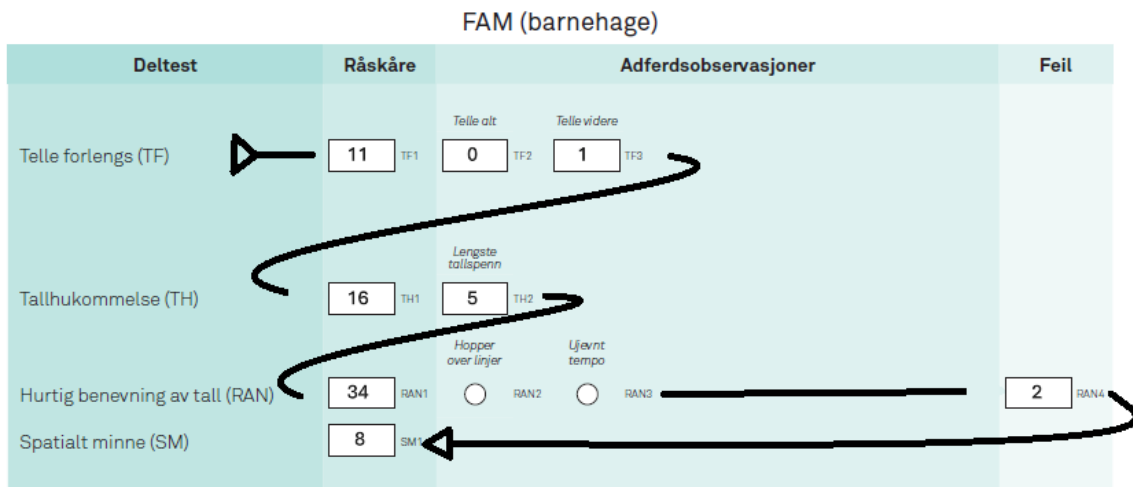 FAM (barnehage)
Deltest Råskåre Adferdsobservasjoner Feil
Telle alt Telle videre
Telle forlengs (TF) 11 TF1 0 TF2 1 TF3
Lengste
tallspenn
Tallhukommelse (TH) 16 TH1 5 TH2
Hopper
over linjer
Ujevnt
tempo
Hurtig benevning av tall (RAN) 34 RAN1 RAN2 RAN3 2 RAN4
Spatialt minne (SM) 8 SM1